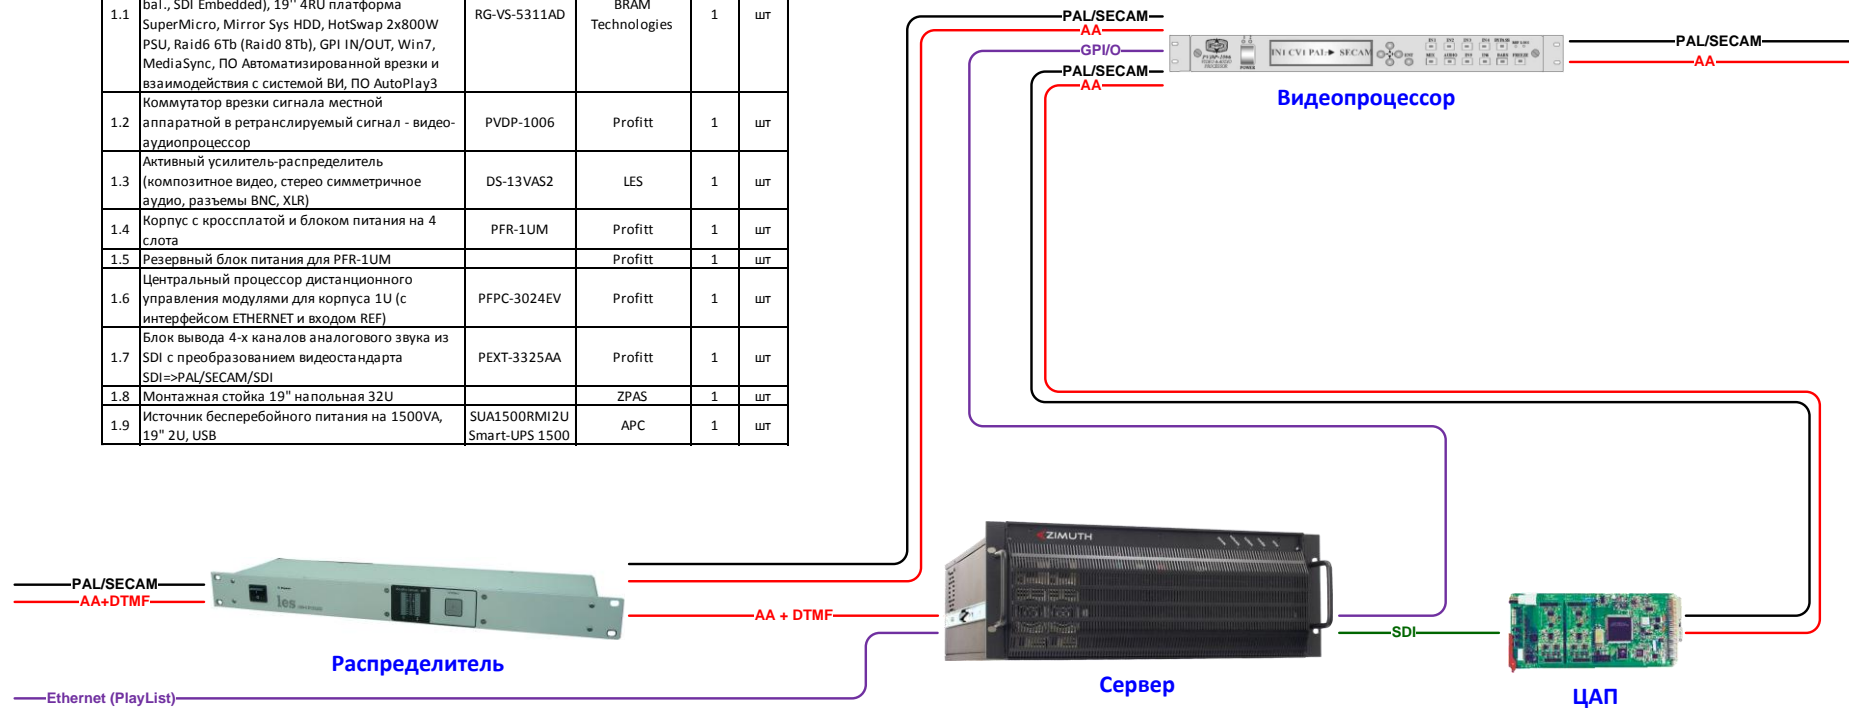 1.1
bal., SDI Embedded), 19'' 4RU платформа
SuperMicro, Mirror Sys HDD, HotSwap 2x800W
PSU, Raid6 6Tb (Raid0 8Tb), GPI IN/OUT, Win7,
MediaSync, ПО Автоматизированной врезки и
взаимодействия с системой ВИ, ПО AutoPlay3
RG-VS-5311AD
BRAM
Technologies
1
шт
1.2
Коммутатор врезки сигнала местной
аппаратной в ретранслируемый сигнал - видео-
аудиопроцессор
PVDP-1006
Profitt
1
шт
1.3
Активный усилитель-распределитель
(композитное видео, стерео симметричное
аудио, разъемы BNC, XLR)
DS-13VAS2
LES
1
шт
1.4
Корпус с кроссплатой и блоком питания на 4
слота
PFR-1UM
Profitt
1
шт
1.5
Резервный блок питания для PFR-1UM
Profitt
1
шт
1.6
Центральный процессор дистанционного
управления модулями для корпуса 1U (с
интерфейсом ETHERNET и входом REF)
PFPC-3024EV
Profitt
1
шт
1.7
Блок вывода 4-х каналов аналогового звука из
SDI с преобразованием видеостандарта
SDI=>PAL/SECAM/SDI
PEXT-3325AA
Profitt
1
шт
1.8
Монтажная стойка 19" напольная 32U
ZPAS
1
шт
1.9
Источник бесперебойного питания на 1500VA,
19" 2U, USB
SUA1500RMI2U
Smart-UPS 1500
APC
1
шт
PAL/SECAM
AA
GPI/O
PAL/SECAM
AA
IN1 CV1 PAL SECAM
POWER
PAL/SECAM
AA
Видеопроцессор
PAL/SECAM
AA+DTMF
les
Распределитель
AA + DTMF
Ethernet (PlayList)
ZIMUTH
Сервер
SDI
ЦАП